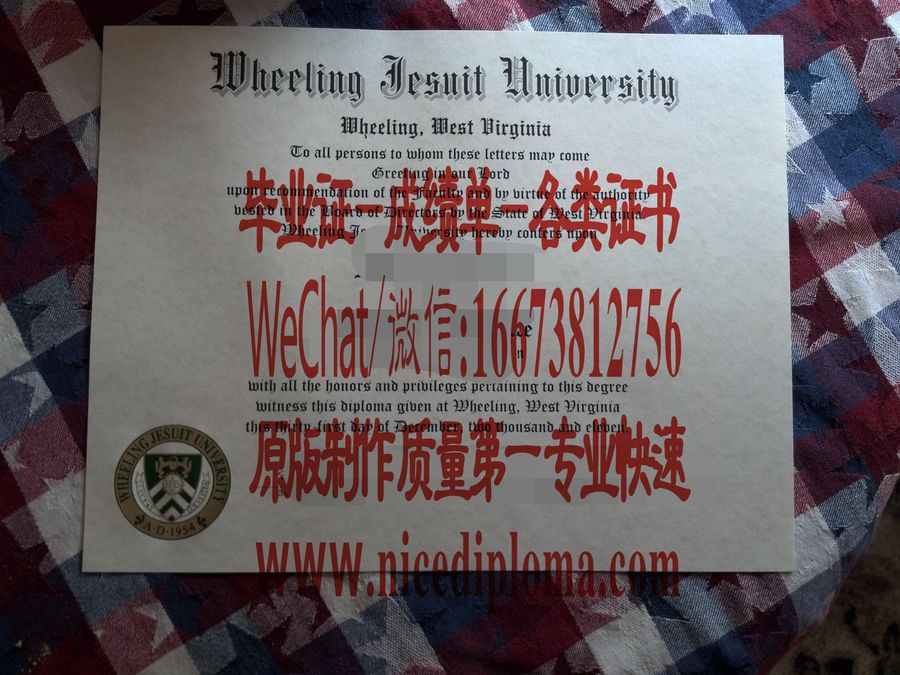 Wheeling Jesuit University
Wheeling, West Virginia
To all persons to whom these letters may come
Greeting in our Lord
upon recommendation of the Faculty and by virtue of the authority
毕业证—成绩单—各类证书
vested in the Board of Directors by the State of West Virginia
Wheeling Je University hereby confers upon
WeChat/微信:16673812756
with all the honors and privileges pertaining to this degree
witness this diploma given at Wheeling, West Virginia
this thirty-first day of December, two thousand and eleven.
原版制作质量第一专业快速
WHEELING JESUIT UNIVERSITY
A·D·1954
www.nicediploma.com